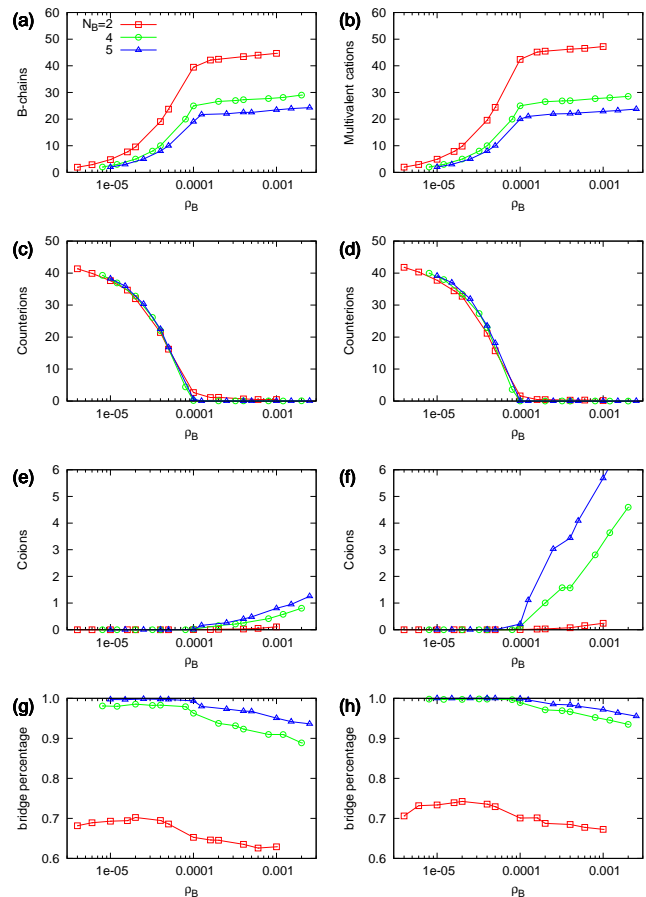 (a)
N_B=2
4
5
B-chains
60
50
40
30
20
10
0
1e-05
0.0001
0.001
ρ_B
(b)
Multivalent cations
60
50
40
30
20
10
0
1e-05
0.0001
0.001
ρ_B
(c)
Counterions
50
40
30
20
10
0
1e-05
0.0001
0.001
ρ_B
(d)
Counterions
50
40
30
20
10
0
1e-05
0.0001
0.001
ρ_B
(e)
Coions
6
5
4
3
2
1
0
1e-05
0.0001
0.001
ρ_B
(f)
Coions
6
5
4
3
2
1
0
1e-05
0.0001
0.001
ρ_B
(g)
bridge percentage
1.0
0.9
0.8
0.7
0.6
1e-05
0.0001
0.001
ρ_B
(h)
bridge percentage
1.0
0.9
0.8
0.7
0.6
1e-05
0.0001
0.001
ρ_B